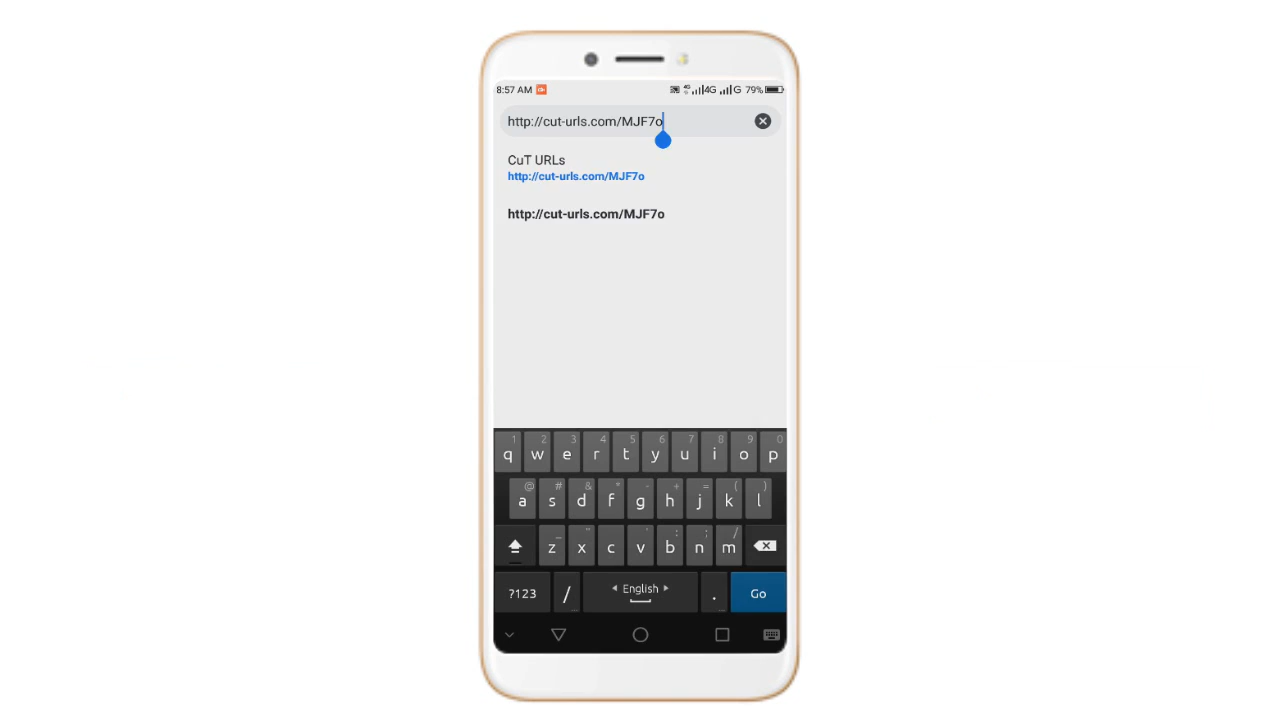 8:57 AM 4G 4G G 79%
http://cut-urls.com/MJF7o
CuT URLs
http://cut-urls.com/MJF7o
http://cut-urls.com/MJF7o
1 2 3 4 5 6 7 8 9 0
q w e r t y u i o p
@ # & * - + = ( )
a s d f g h j k l
_ " ' : ; /
z x c v b n m
?123 / English . Go